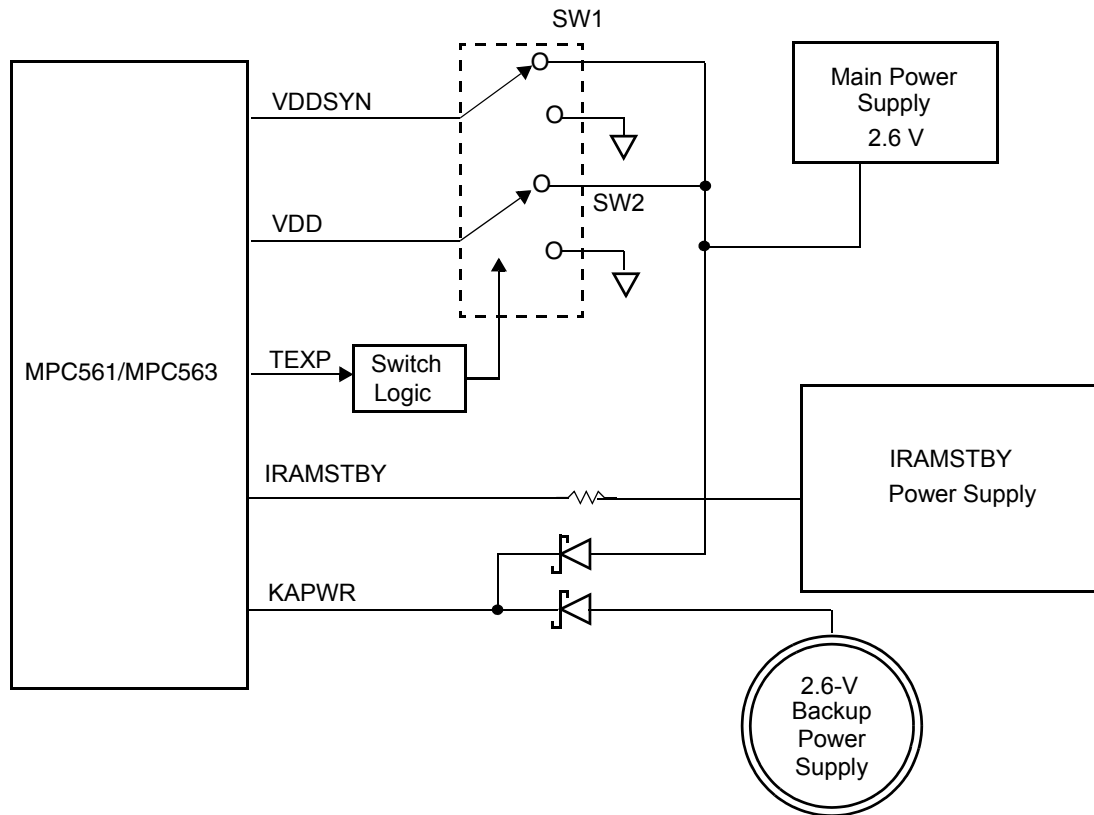 SW1
Main Power
Supply
2.6 V
VDDSYN
SW2
VDD
TEXP
Switch
Logic
MPC561/MPC563
IRAMSTBY
IRAMSTBY
Power Supply
KAPWR
2.6-V
Backup
Power
Supply